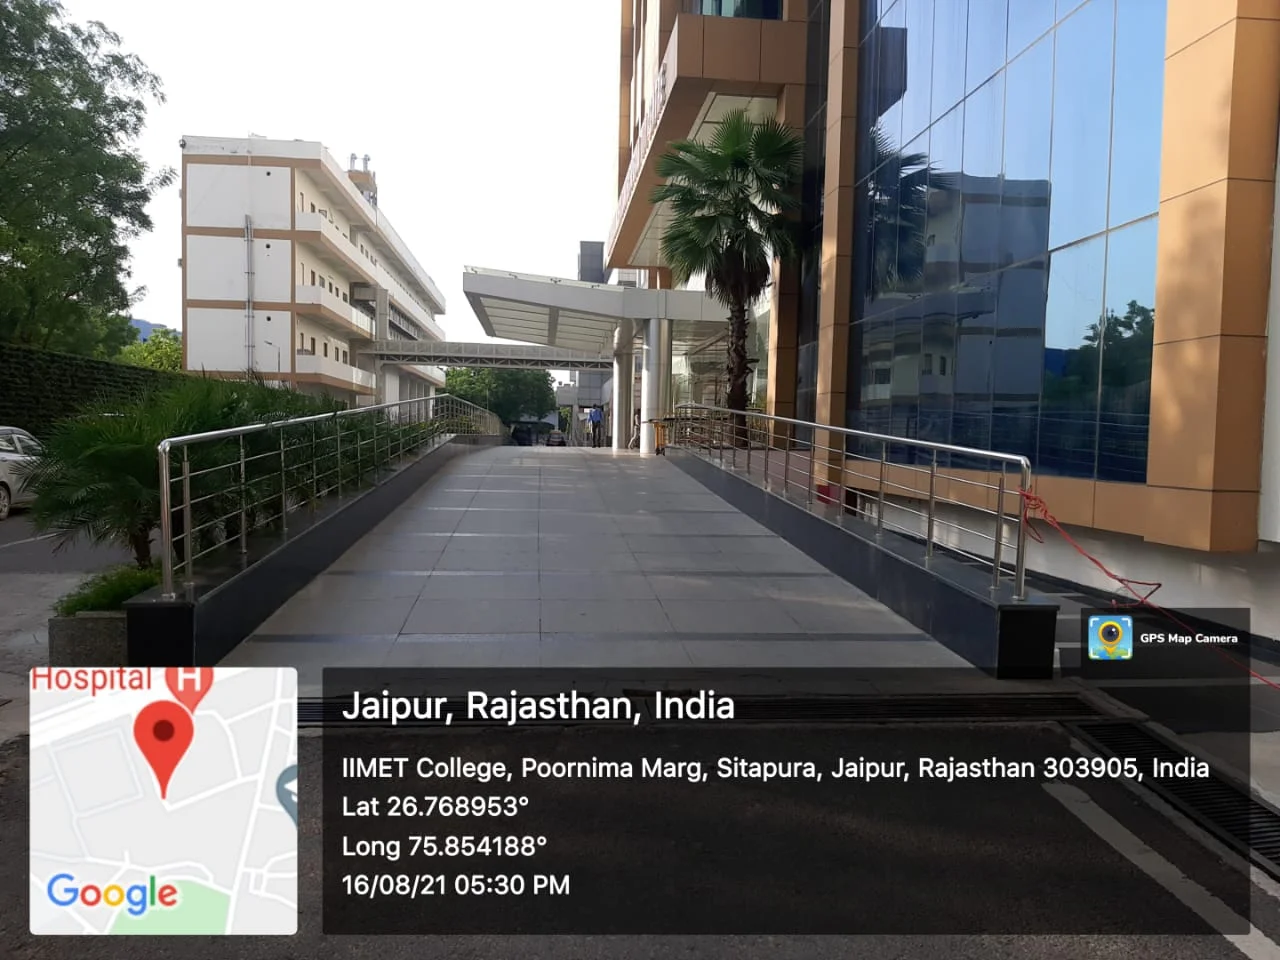 GPS Map Camera
Hospital H
Jaipur, Rajasthan, India
IIMET College, Poornima Marg, Sitapura, Jaipur, Rajasthan 303905, India
Lat 26.768953°
Long 75.854188°
16/08/21 05:30 PM
Google